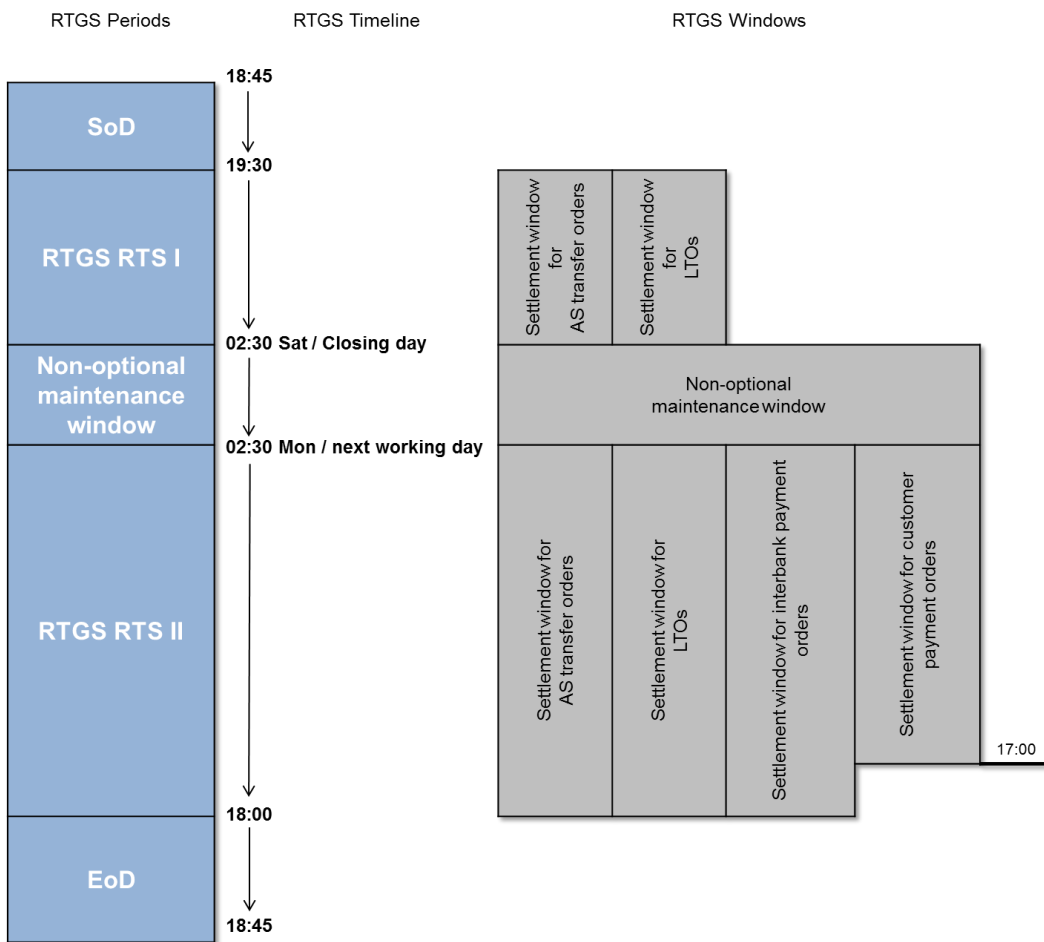 RTGS Periods
RTGS Timeline
RTGS Windows
18:45
SoD
19:30
RTGS RTS I
Settlement window
for
AS transfer orders
Settlement window
for
LTOs
02:30 Sat / Closing day
Non-optional
maintenance
window
Non-optional
maintenance window
02:30 Mon / next working day
RTGS RTS II
Settlement window for
AS transfer orders
Settlement window for
LTOs
Settlement window for interbank payment
orders
Settlement window for customer
payment orders
17:00
18:00
EoD
18:45